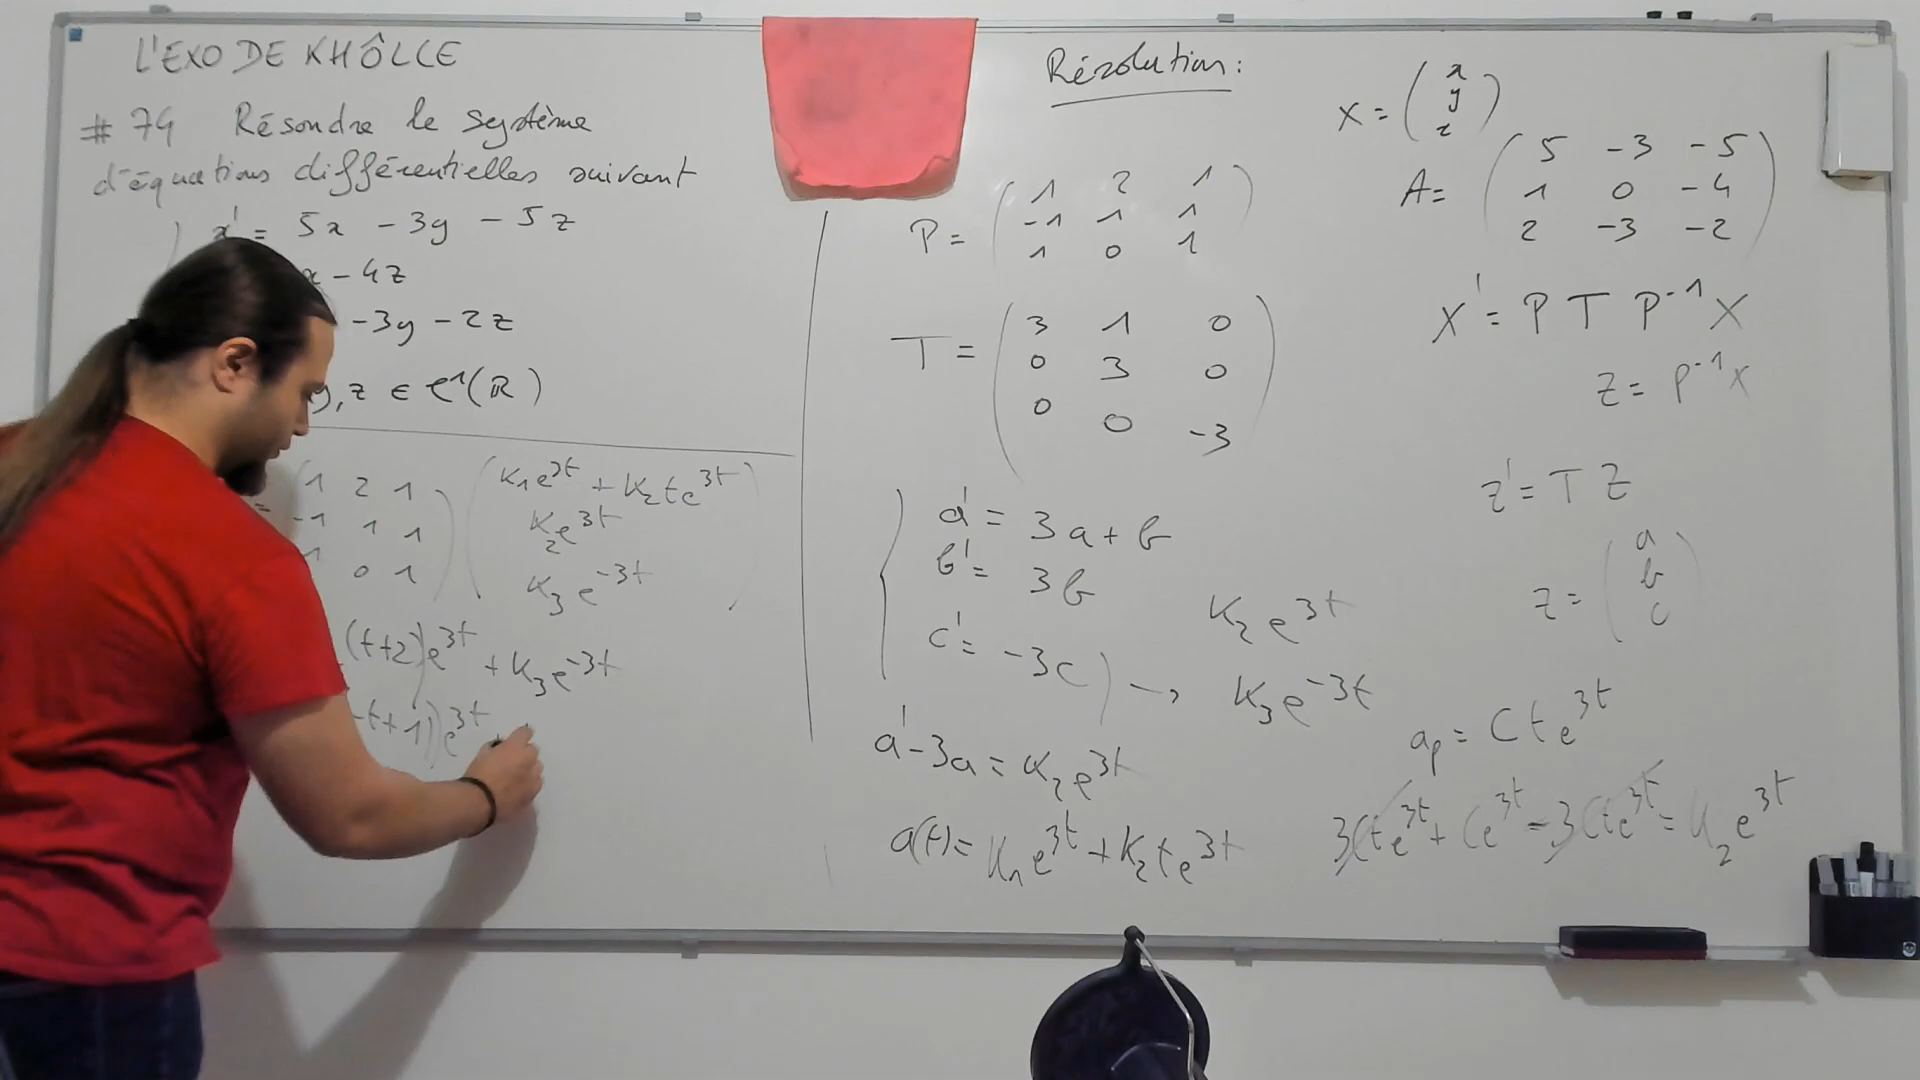 L'EXO DE KHÔLLE
# 74 Résoudre le système
d'équations différentielles suivant
x' = 5x - 3y - 5z
x - 4z
- 3y - 2z
y, z ∈ C¹(ℝ)
= ( 1 2 1 ) ( K₁e³ᵗ + K₂te³ᵗ )
-1 1 1 K₂e³ᵗ
1 0 1 K₃e⁻³ᵗ
(t+2)e³ᵗ + K₃e⁻³ᵗ
-t+1)e³ᵗ +
Résolution :
X = ( x
y
z )
A = ( 5 -3 -5
1 0 -4
2 -3 -2 )
P = ( 1 2 1
-1 1 1
1 0 1 )
T = ( 3 1 0
0 3 0
0 0 -3 )
X' = P T P⁻¹ X
Z = P⁻¹X
Z' = T Z
Z = ( a
b
c )
a' = 3a + b
b' = 3b
c' = -3c ) → K₃e⁻³ᵗ
K₂e³ᵗ
a' - 3a = K₂e³ᵗ
a(t) = K₁e³ᵗ + K₂te³ᵗ
aₚ = Cte³ᵗ
3Cte³ᵗ + Ce³ᵗ - 3Cte³ᵗ = K₂e³ᵗ